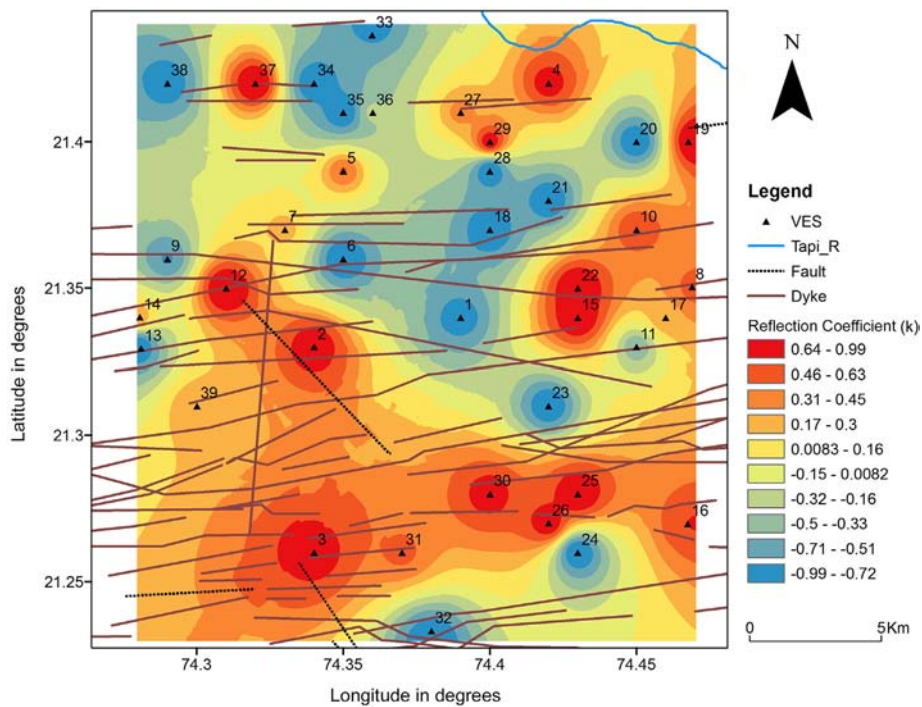 33
38
37
34
4
35
36
27
21.4
29
20
19
5
28
21
7
18
10
9
6
12
22
8
21.35
14
1
15
17
13
2
11
39
23
21.3
30
25
26
16
3
31
24
21.25
32
74.3
74.35
74.4
74.45
Longitude in degrees
Latitude in degrees
N
Legend
VES
Tapi_R
Fault
Dyke
Reflection Coefficient (k)
0.64 - 0.99
0.46 - 0.63
0.31 - 0.45
0.17 - 0.3
0.0083 - 0.16
-0.15 - 0.0082
-0.32 - -0.16
-0.5 - -0.33
-0.71 - -0.51
-0.99 - -0.72
0 5Km